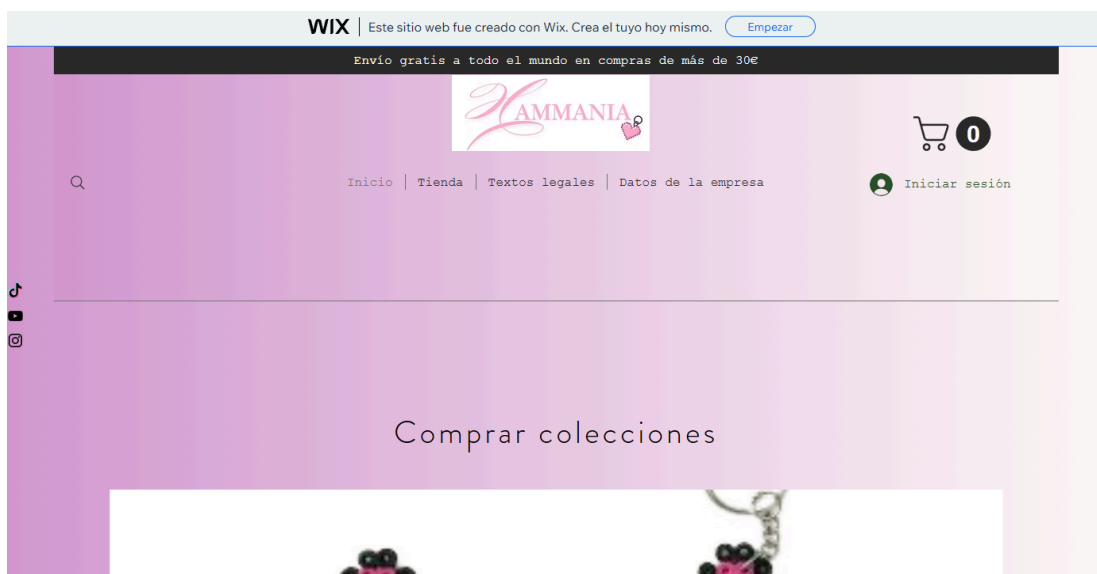 WIX Este sitio web fue creado con Wix. Crea el tuyo hoy mismo. Empezar
Envío gratis a todo el mundo en compras de más de 30€
HAMMANIA
0
Inicio Tienda Textos legales Datos de la empresa Iniciar sesión
Comprar colecciones